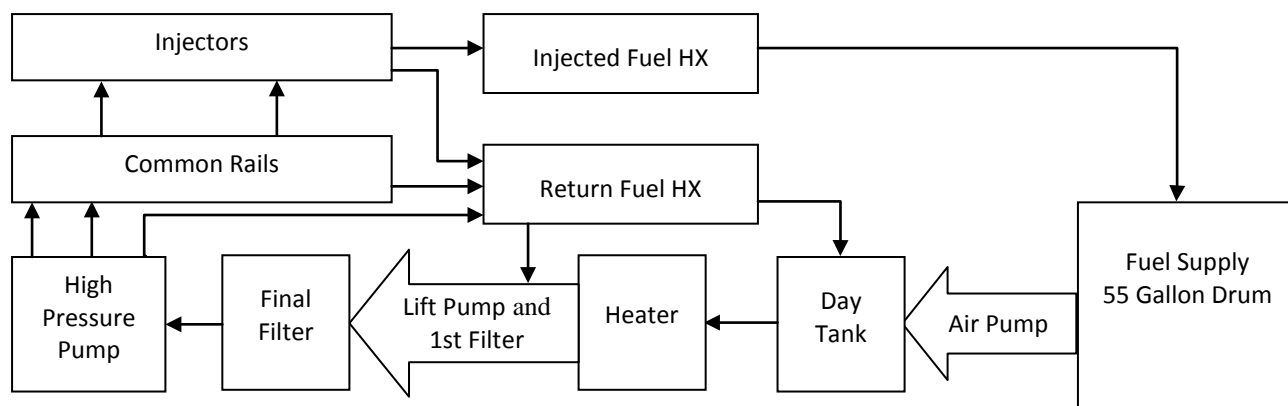 Injectors
Injected Fuel HX
Common Rails
Return Fuel HX
High
Pressure
Pump
Final
Filter
Lift Pump and
1st Filter
Heater
Day
Tank
Air Pump
Fuel Supply
55 Gallon Drum